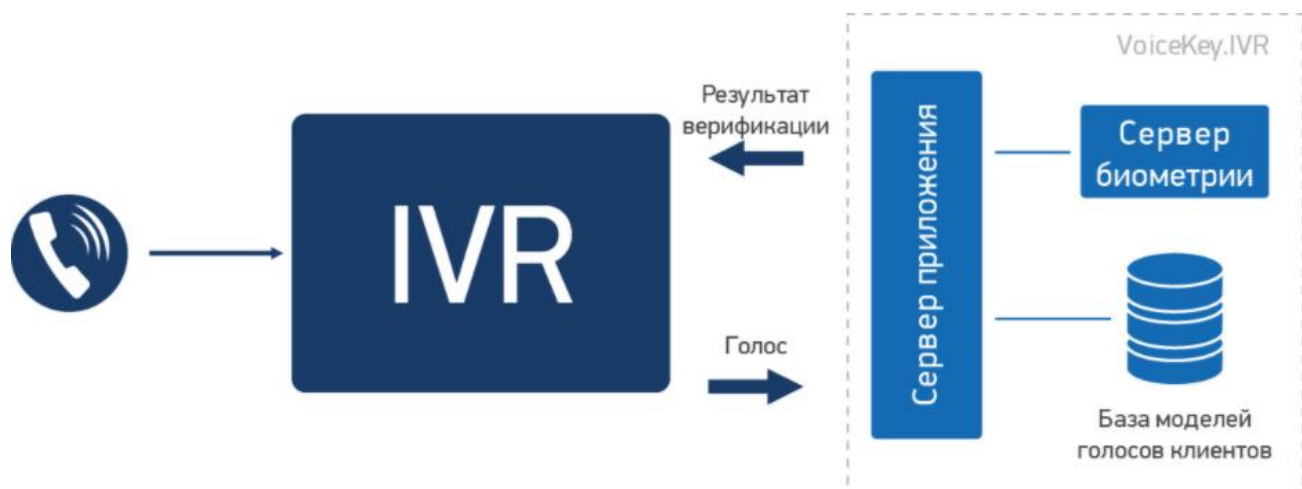 VoiceKey.IVR
Результат
верификации
IVR
Голос
Сервер приложения
Сервер
биометрии
База моделей
голосов клиентов